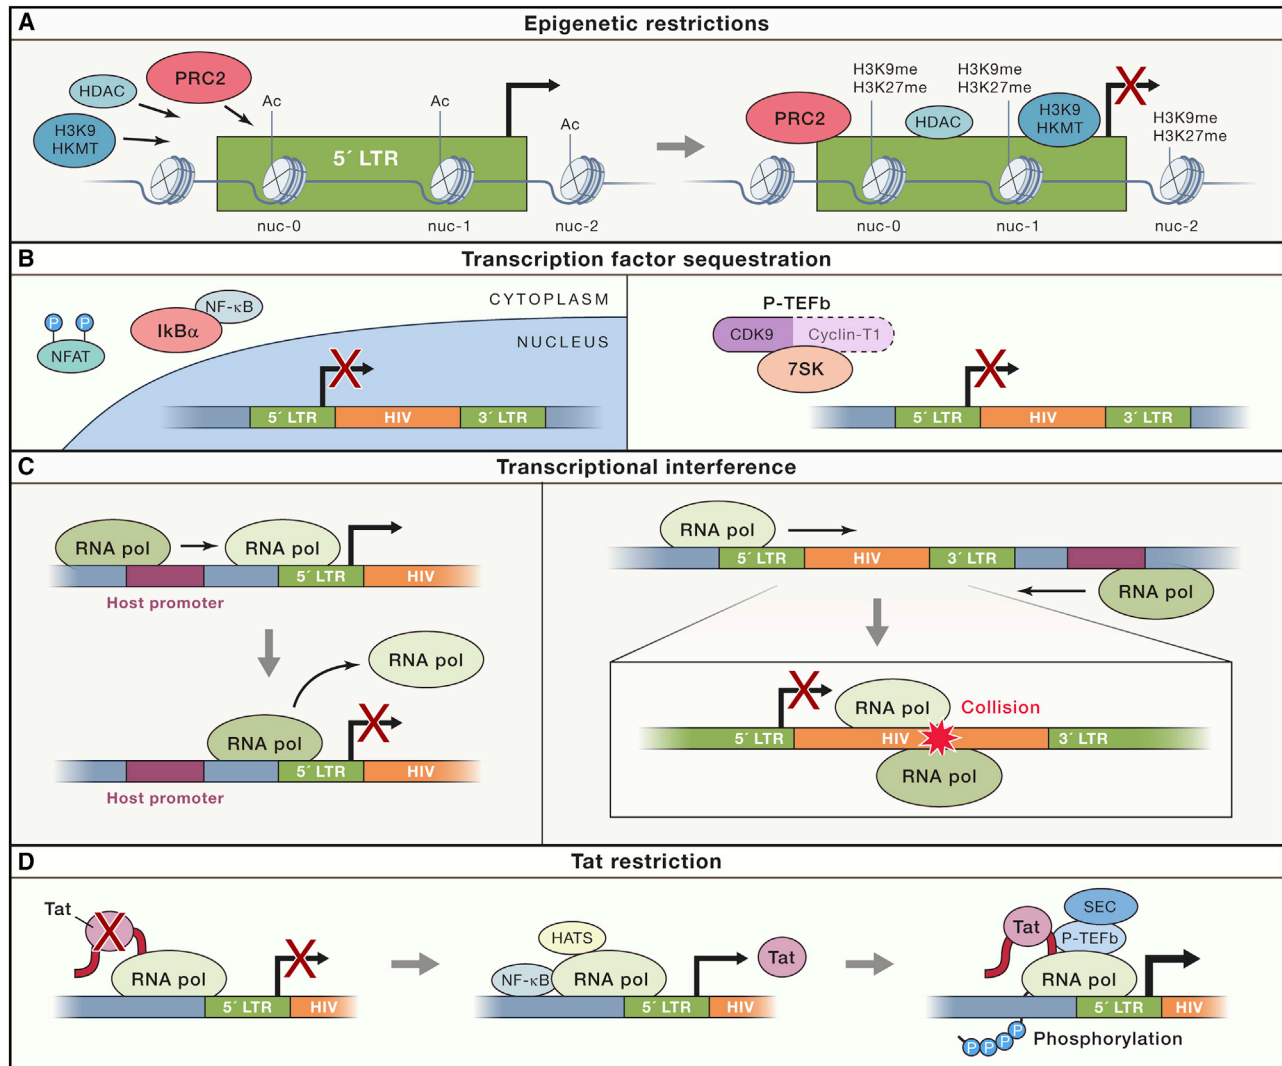 A
Epigenetic restrictions
HDAC
PRC2
H3K9
HKMT
Ac
Ac
Ac
5´ LTR
nuc-0
nuc-1
nuc-2
PRC2
H3K9me
H3K27me
HDAC
H3K9me
H3K27me
H3K9
HKMT
H3K9me
H3K27me
nuc-0
nuc-1
nuc-2
B
Transcription factor sequestration
P
P
NFAT
IkBα
NF-κB
CYTOPLASM
NUCLEUS
X
5´ LTR
HIV
3´ LTR
P-TEFb
CDK9
Cyclin-T1
7SK
X
5´ LTR
HIV
3´ LTR
C
Transcriptional interference
RNA pol
RNA pol
5´ LTR
HIV
Host promoter
RNA pol
RNA pol
X
5´ LTR
HIV
Host promoter
RNA pol
5´ LTR
HIV
3´ LTR
RNA pol
X
RNA pol
Collision
5´ LTR
HIV
3´ LTR
RNA pol
D
Tat restriction
Tat
X
RNA pol
X
5´ LTR
HIV
HATS
NF-κB
RNA pol
Tat
5´ LTR
HIV
SEC
Tat
P-TEFb
RNA pol
5´ LTR
HIV
P
P
P
P
Phosphorylation